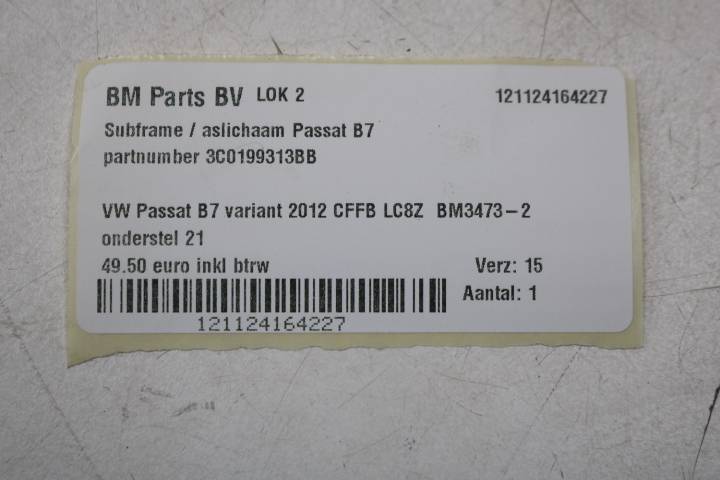 BM Parts BV LOK 2 121124164227
Subframe / aslichaam Passat B7
partnumber 3C0199313BB
VW Passat B7 variant 2012 CFFB LC8Z BM3473-2
onderstel 21
49.50 euro inkl btrw Verz: 15
Aantal: 1
121124164227